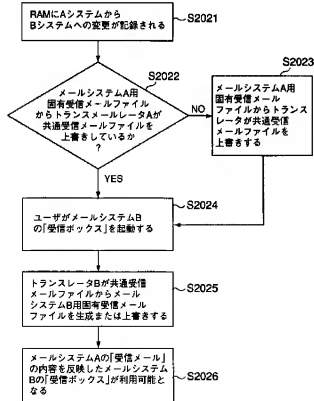 RAMにAシステムから
Bシステムへの変更が記録される
S2021
S2022
メールシステムA用
固有受信メールファイル
からトランスメールレータAが
共通受信メールファイルを
上書きしているか
?
NO
YES
S2023
メールシステムA用
固有受信メール
ファイルからトランス
レータが共通受信
メールファイルを
上書きする
S2024
ユーザがメールシステムB
の「受信ボックス」を起動する
S2025
トランスレータBが共通受信
メールファイルからメール
システムB用固有受信メール
ファイルを生成または上書きする
S2026
メールシステムAの「受信メール」
の内容を反映したメールシステム
Bの「受信ボックス」が利用可能と
なる